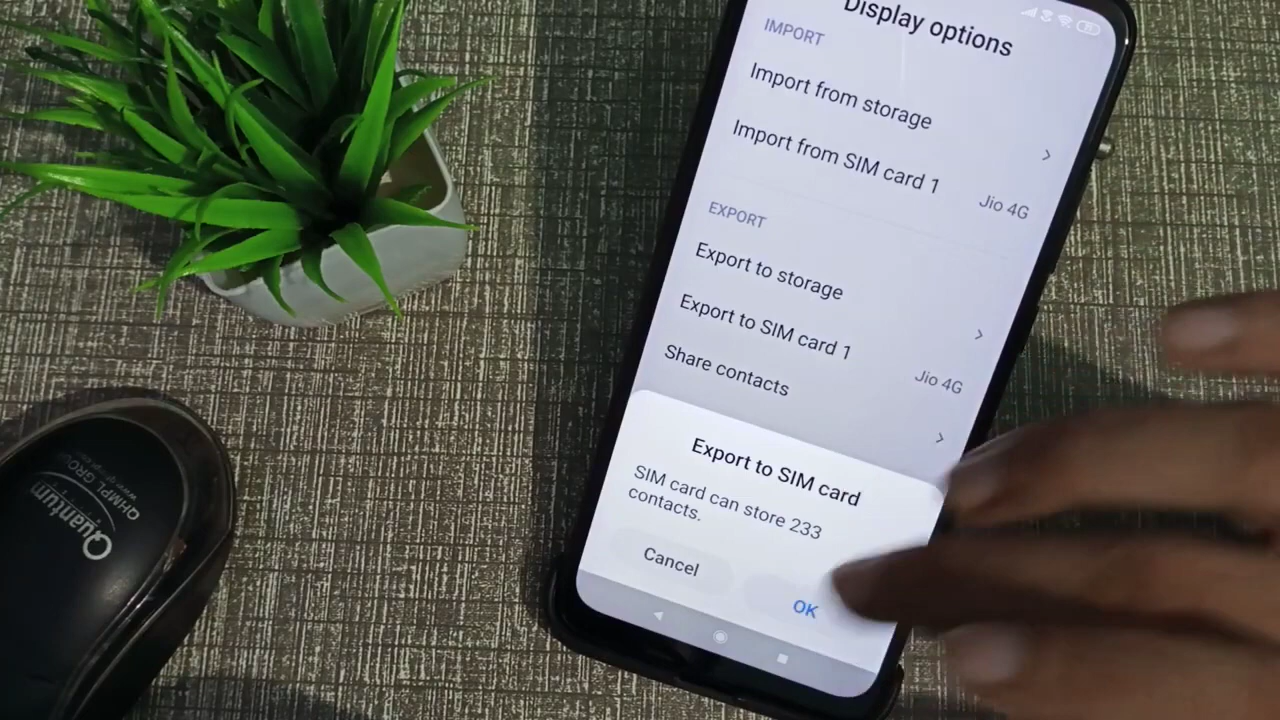 Display options
IMPORT
Import from storage
Import from SIM card 1
Jio 4G
EXPORT
Export to storage
Export to SIM card 1
Jio 4G
Share contacts
Export to SIM card
SIM card can store 233
contacts.
Cancel
OK
Quantum
QHMPL GROUP